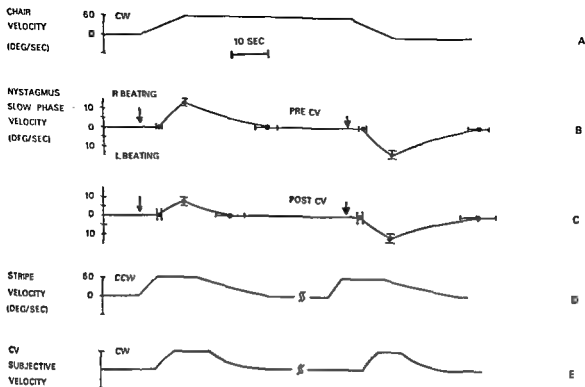 CHAIR
VELOCITY
(DEG/SEC)
60
0
CW
10 SEC
A
NYSTAGMUS
SLOW PHASE
VELOCITY
(DEG/SEC)
10
0
10
R BEATING
L BEATING
PRE CV
B
10
0
10
POST CV
C
STRIPE
VELOCITY
(DEG/SEC)
60
0
CCW
D
CV
SUBJECTIVE
VELOCITY
CW
E